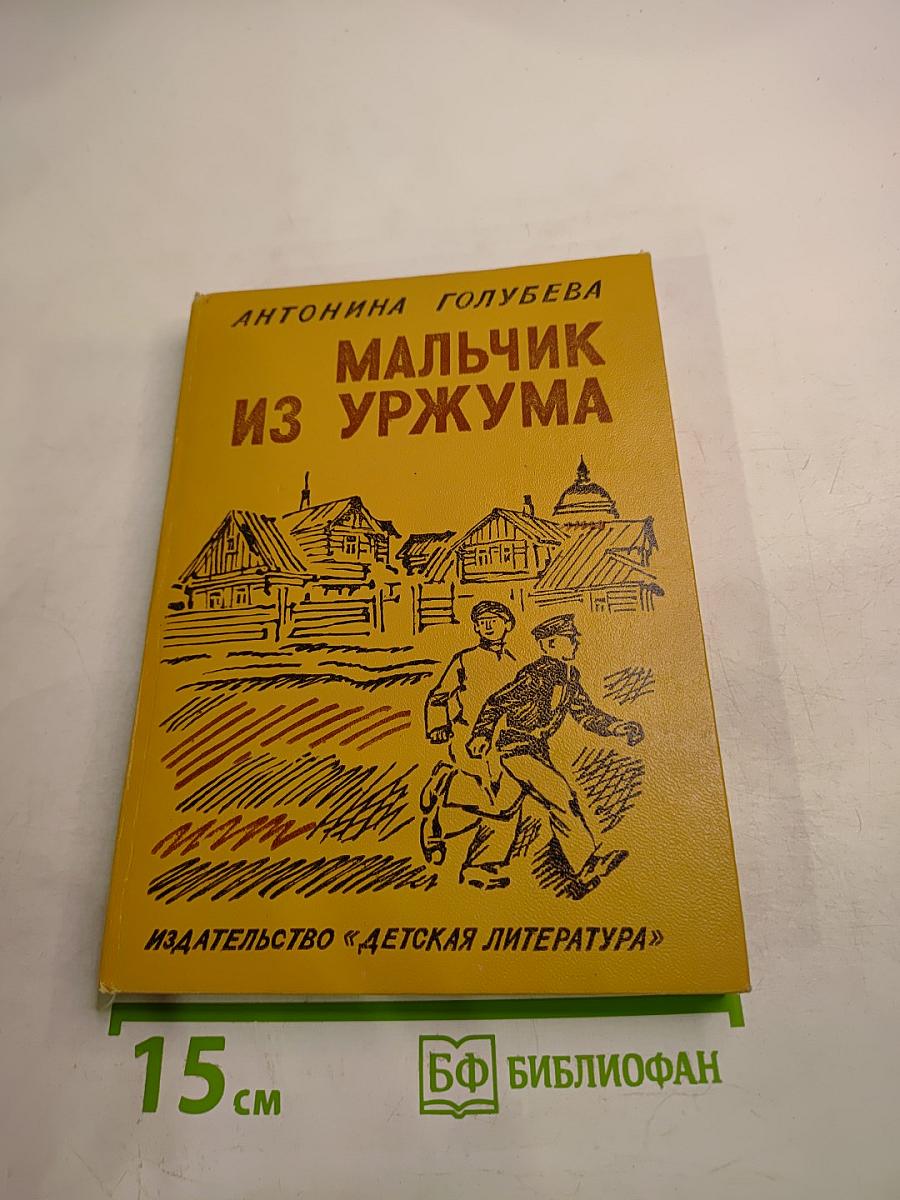 АНТОНИНА ГОЛУБЕВА
МАЛЬЧИК
ИЗ УРЖУМА
ИЗДАТЕЛЬСТВО «ДЕТСКАЯ ЛИТЕРАТУРА»
15 см
БФ БИБЛИОФАН